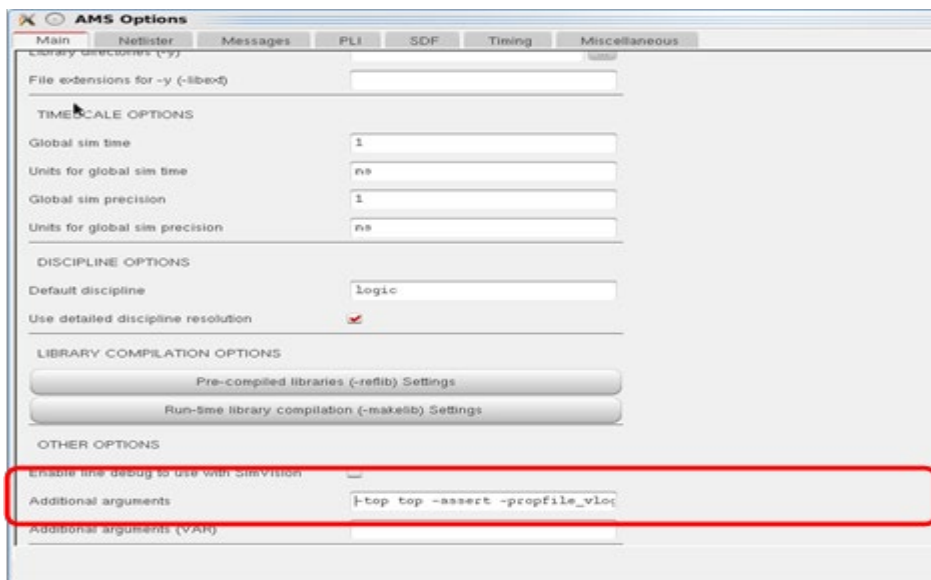 AMS Options
Main Netlister Messages PLI SDF Timing Miscellaneous
Library directories (-y) ...
File extensions for -y (-libext)
TIMESCALE OPTIONS
Global sim time 1
Units for global sim time ns
Global sim precision 1
Units for global sim precision ns
DISCIPLINE OPTIONS
Default discipline logic
Use detailed discipline resolution
LIBRARY COMPILATION OPTIONS
Pre-compiled libraries (-reflib) Settings
Run-time library compilation (-makelib) Settings
OTHER OPTIONS
Enable line debug to use with SimVision
Additional arguments -top top -assert -propfile_vlog
Additional arguments (VAR)